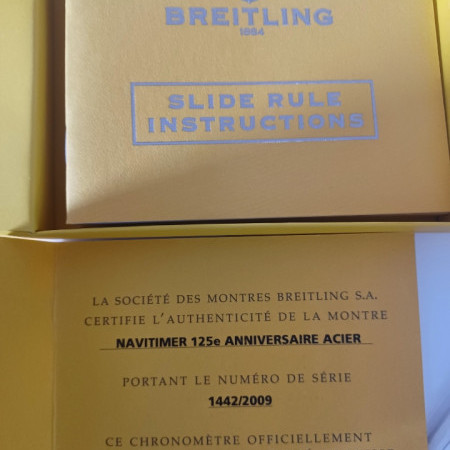 BREITLING
1884
SLIDE RULE
INSTRUCTIONS
LA SOCIÉTÉ DES MONTRES BREITLING S.A.
CERTIFIE L'AUTHENTICITÉ DE LA MONTRE
NAVITIMER 125e ANNIVERSAIRE ACIER
PORTANT LE NUMÉRO DE SÉRIE
1442/2009
CE CHRONOMÈTRE OFFICIELLEMENT